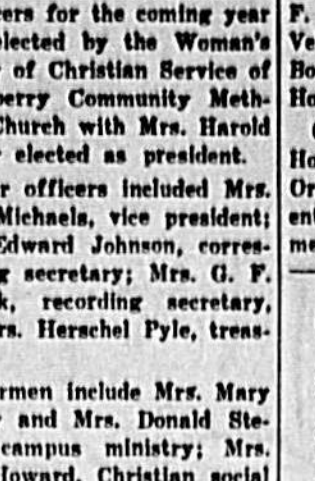 cers for the coming year
elected by the Woman's
of Christian Service of
berry Community Meth-
Church with Mrs. Harold
elected as president.
r officers included Mrs.
Michaels, vice president;
Edward Johnson, corres-
g secretary; Mrs. G. F.
k, recording secretary,
rs. Herschel Pyle, treas-
rmen include Mrs. Mary
and Mrs. Donald Ste-
campus ministry; Mrs.
Howard, Christian social
F.
Ve
Bo
Ho
(
Ho
Or
ent
me